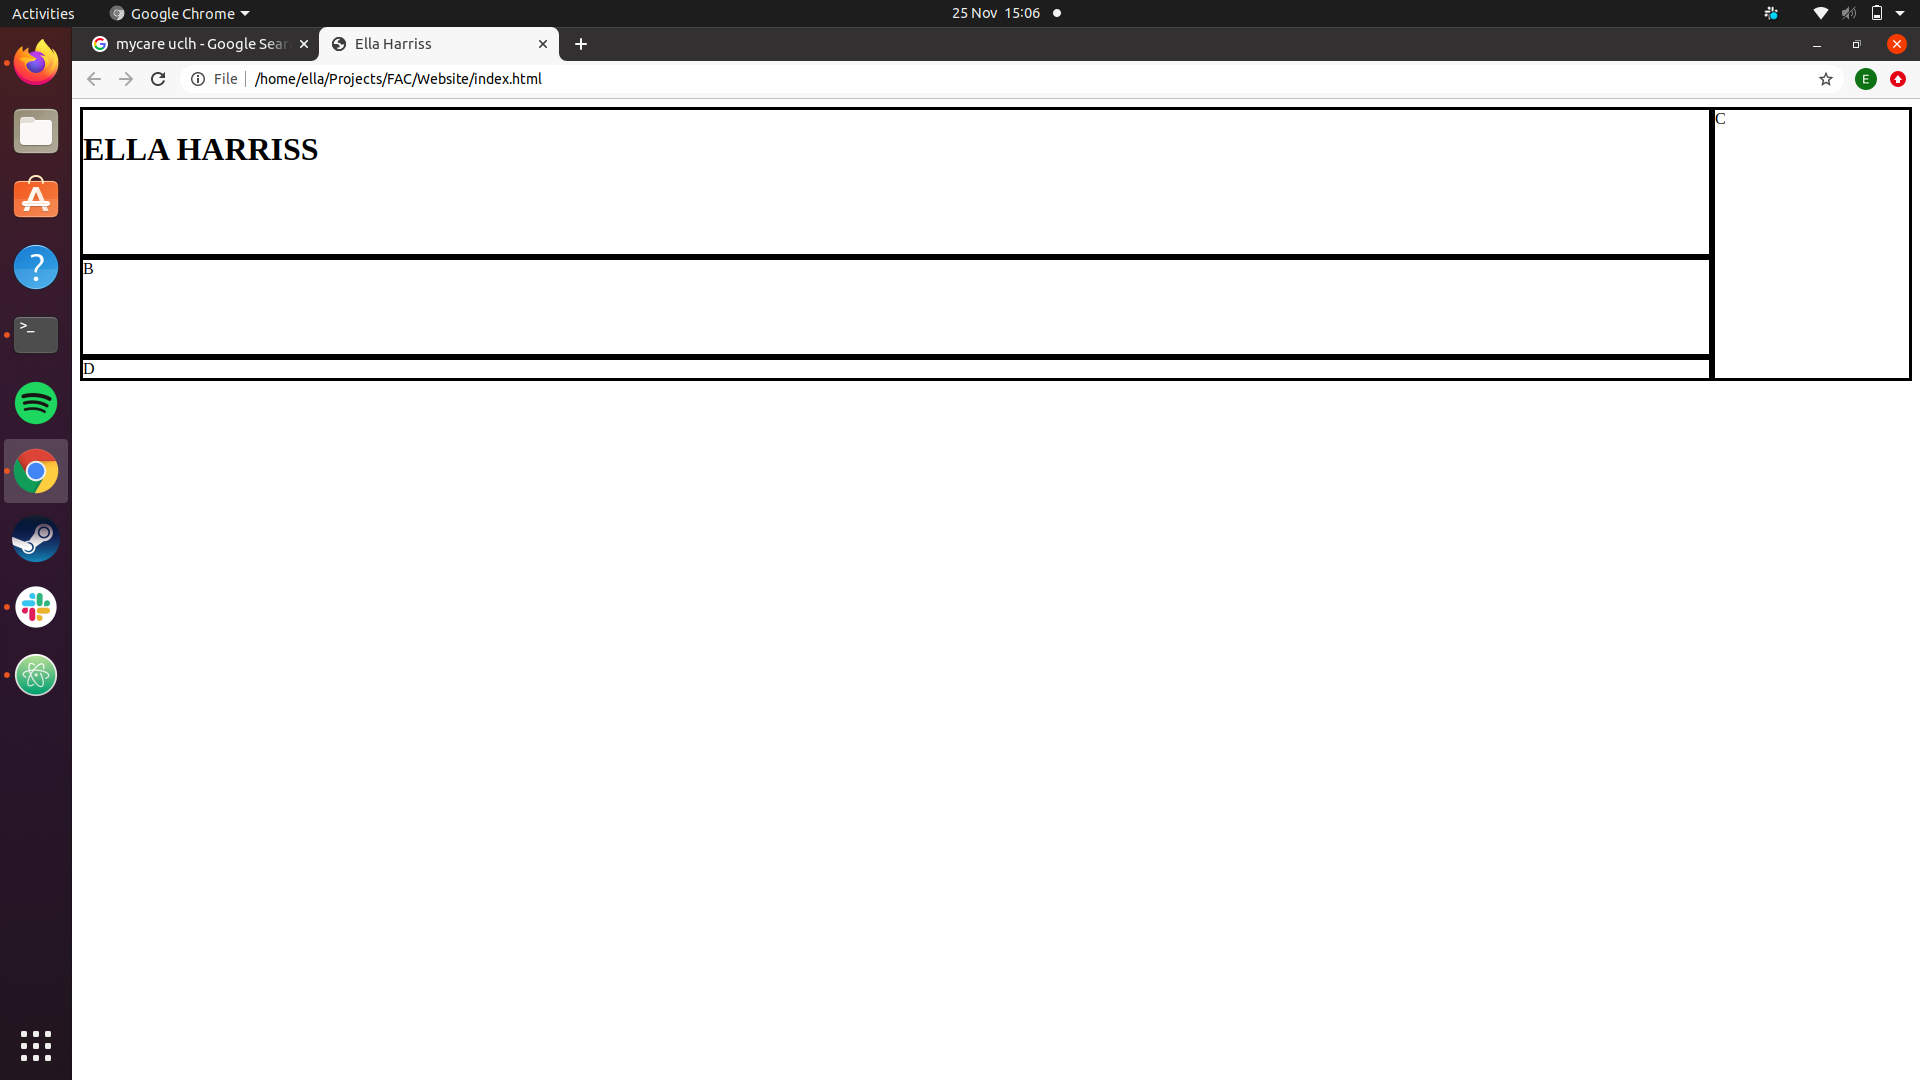 Activities
Google Chrome
25 Nov 15:06
mycare uclh - Google Sear
Ella Harriss
File
/home/ella/Projects/FAC/Website/index.html
E
ELLA HARRISS
C
B
D
>_
?